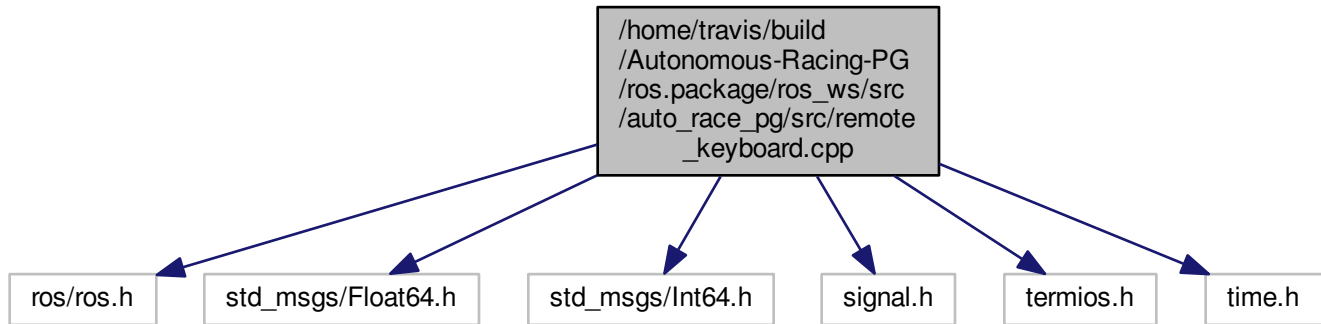 /home/travis/build
/Autonomous-Racing-PG
/ros.package/ros_ws/src
/auto_race_pg/src/remote
_keyboard.cpp
ros/ros.h
std_msgs/Float64.h
std_msgs/Int64.h
signal.h
termios.h
time.h